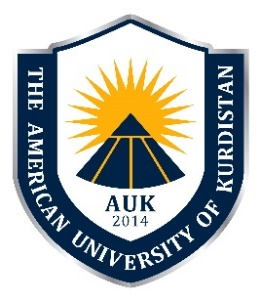 THE AMERICAN UNIVERSITY OF KURDISTAN
AUK
2014